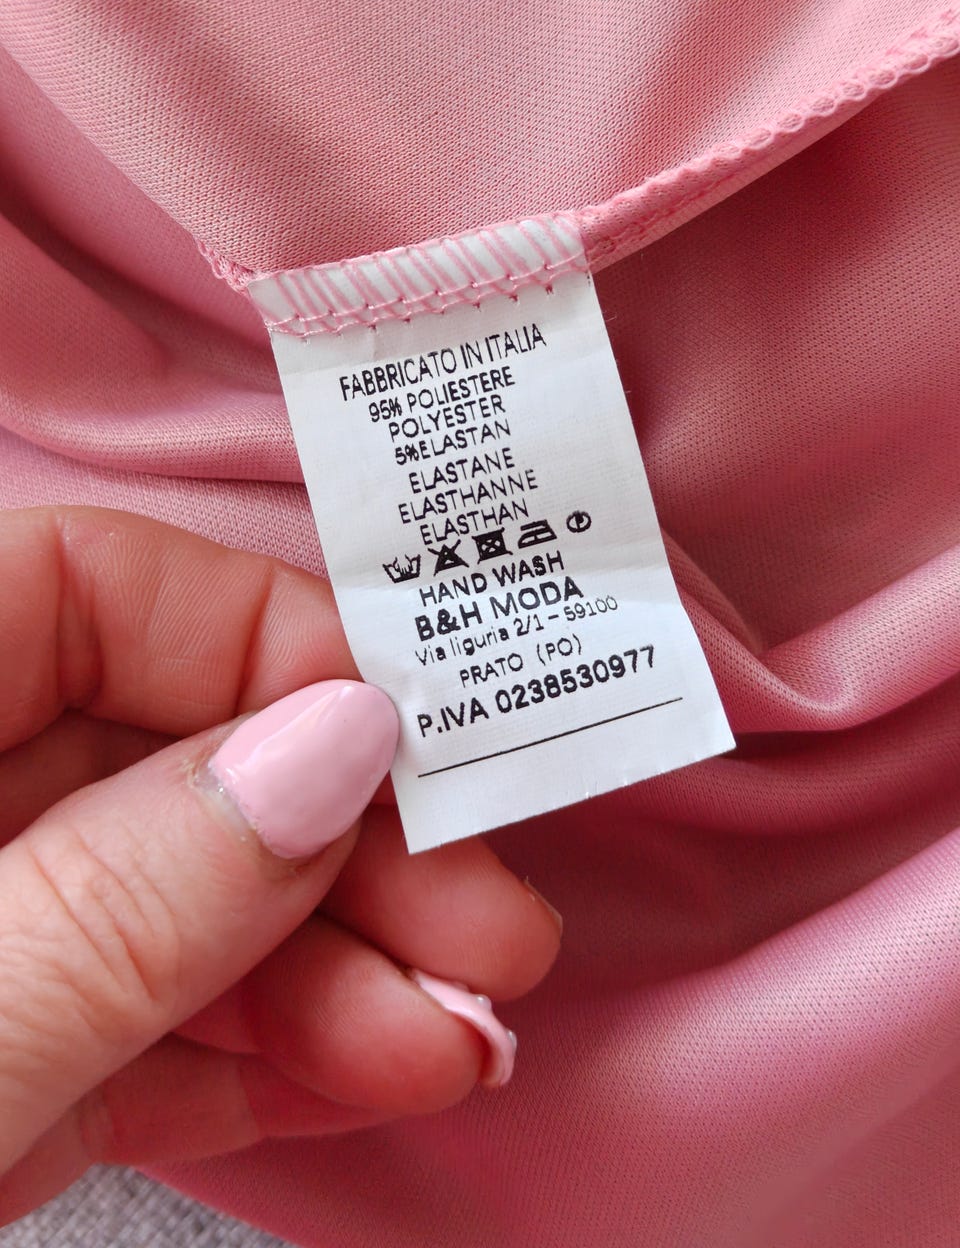 FABBRICATO IN ITALIA
95% POLIESTERE
POLYESTER
5%ELASTAN
ELASTANE
ELASTHANNE
ELASTHAN
P
HAND WASH
B&H MODA
Via liguria 2/1 - 59100
PRATO (PO)
P.IVA 0238530977